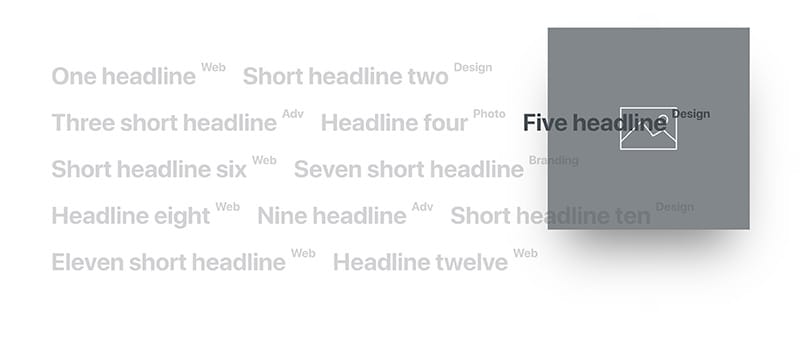 One headline Web Short headline two Design
Three short headline Adv Headline four Photo Five headline Design
Short headline six Web Seven short headline Branding
Headline eight Web Nine headline Adv Short headline ten Design
Eleven short headline Web Headline twelve Web